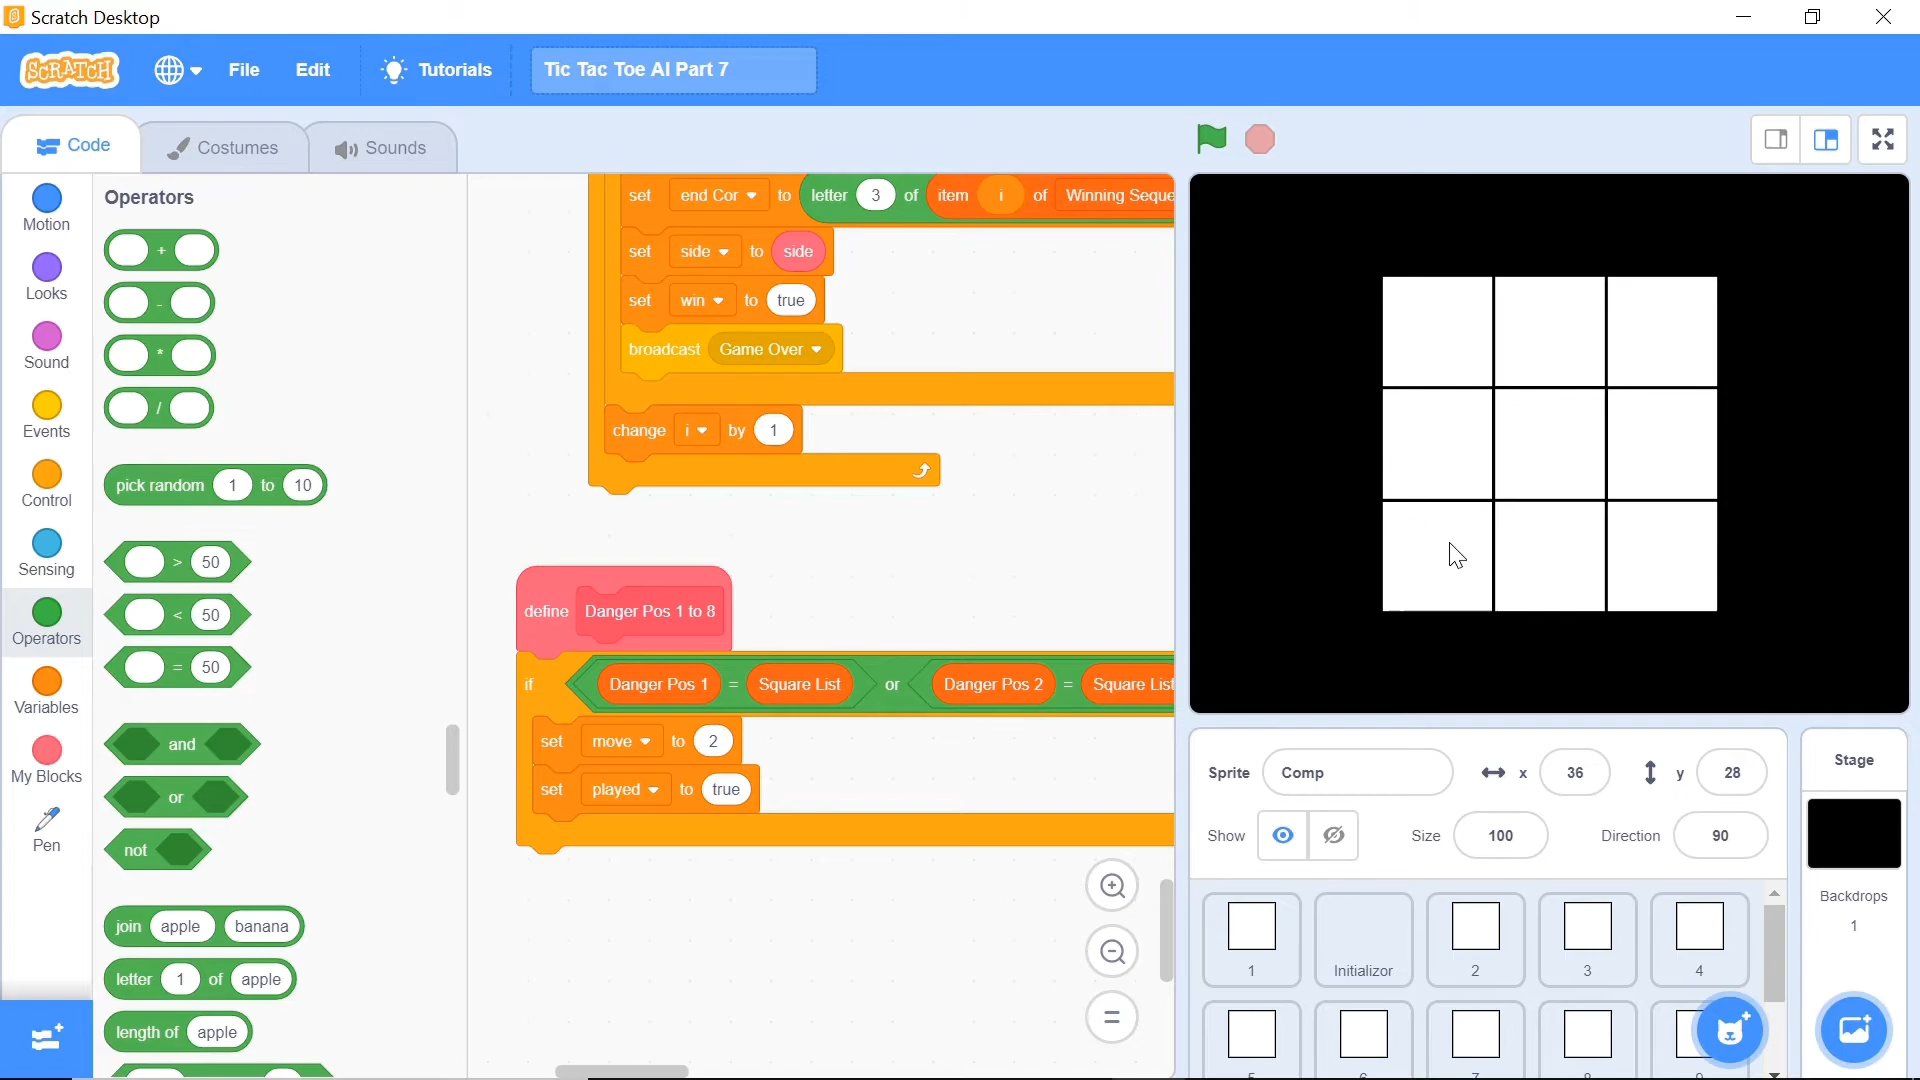 Scratch Desktop
SCRATCH File Edit Tutorials Tic Tac Toe AI Part 7
Code Costumes Sounds
Motion
Looks
Sound
Events
Control
Sensing
Operators
Variables
My Blocks
Pen
Operators
+
-
*
/
pick random 1 to 10
> 50
< 50
= 50
and
or
not
join apple banana
letter 1 of apple
length of apple
set end Cor to letter 3 of item i of Winning Seque
set side to side
set win to true
broadcast Game Over
change i by 1
define Danger Pos 1 to 8
if Danger Pos 1 = Square List or Danger Pos 2 = Square List
set move to 2
set played to true
Sprite Comp x 36 y 28
Show Size 100 Direction 90
1 Initializor 2 3 4
Stage
Backdrops
1